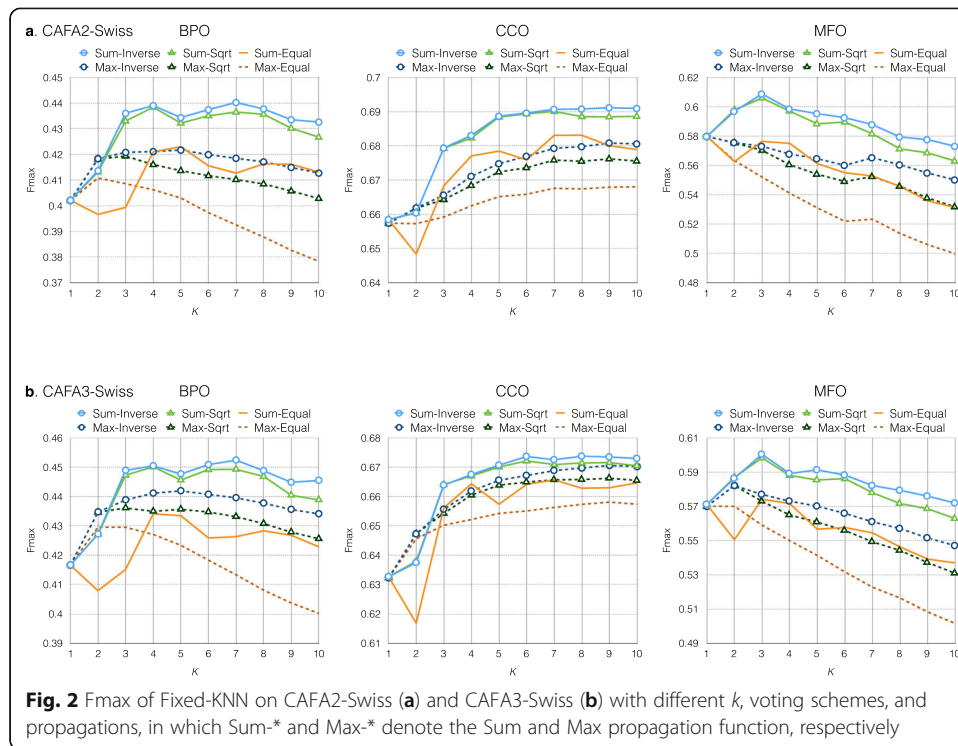 a. CAFA2-Swiss BPO CCO MFO
Sum-Inverse Sum-Sqrt Sum-Equal
Max-Inverse Max-Sqrt Max-Equal
Sum-Inverse Sum-Sqrt Sum-Equal
Max-Inverse Max-Sqrt Max-Equal
Sum-Inverse Sum-Sqrt Sum-Equal
Max-Inverse Max-Sqrt Max-Equal
Fmax
0.45
0.44
0.43
0.42
0.41
0.4
0.39
0.38
0.37
1 2 3 4 5 6 7 8 9 10
K
Fmax
0.7
0.69
0.68
0.67
0.66
0.65
0.64
1 2 3 4 5 6 7 8 9 10
K
Fmax
0.62
0.6
0.58
0.56
0.54
0.52
0.5
0.48
1 2 3 4 5 6 7 8 9 10
K
b. CAFA3-Swiss BPO CCO MFO
Sum-Inverse Sum-Sqrt Sum-Equal
Max-Inverse Max-Sqrt Max-Equal
Sum-Inverse Sum-Sqrt Sum-Equal
Max-Inverse Max-Sqrt Max-Equal
Sum-Inverse Sum-Sqrt Sum-Equal
Max-Inverse Max-Sqrt Max-Equal
Fmax
0.46
0.45
0.44
0.43
0.42
0.41
0.4
0.39
1 2 3 4 5 6 7 8 9 10
K
Fmax
0.68
0.67
0.66
0.65
0.64
0.63
0.62
0.61
1 2 3 4 5 6 7 8 9 10
K
Fmax
0.61
0.59
0.57
0.55
0.53
0.51
0.49
1 2 3 4 5 6 7 8 9 10
K
Fig. 2 Fmax of Fixed-KNN on CAFA2-Swiss (a) and CAFA3-Swiss (b) with different k, voting schemes, and
propagations, in which Sum-* and Max-* denote the Sum and Max propagation function, respectively